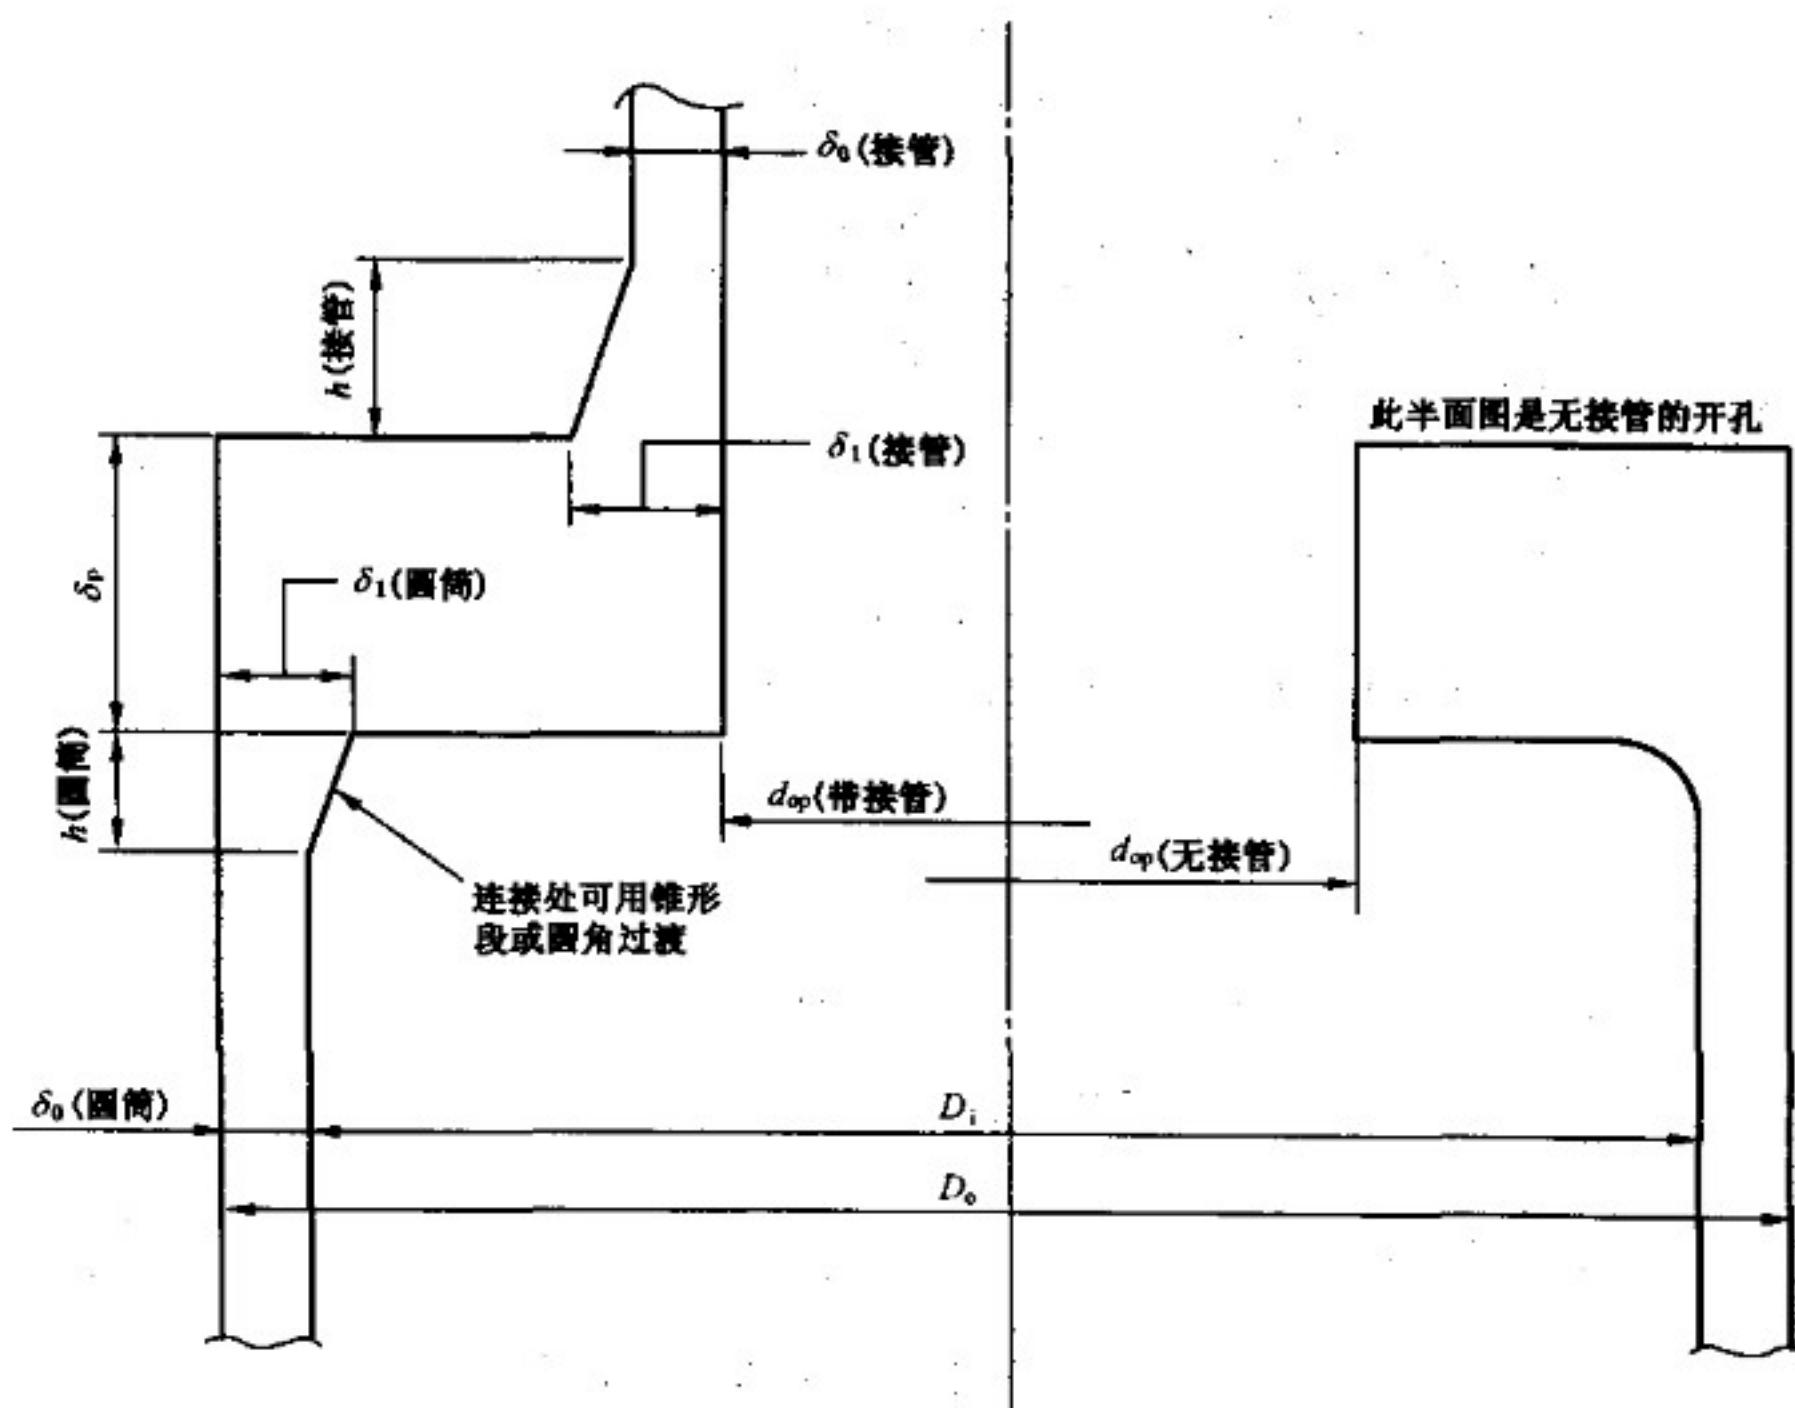 δ₀(接管)
h(接管)
此半面图是无接管的开孔
δ₁(接管)
δₚ
δ₁(圆筒)
h(圆筒)
dₒₚ(带接管)
dₒₚ(无接管)
连接处可用锥形
段或圆角过渡
δ₀(圆筒)
Dᵢ
Dₒ